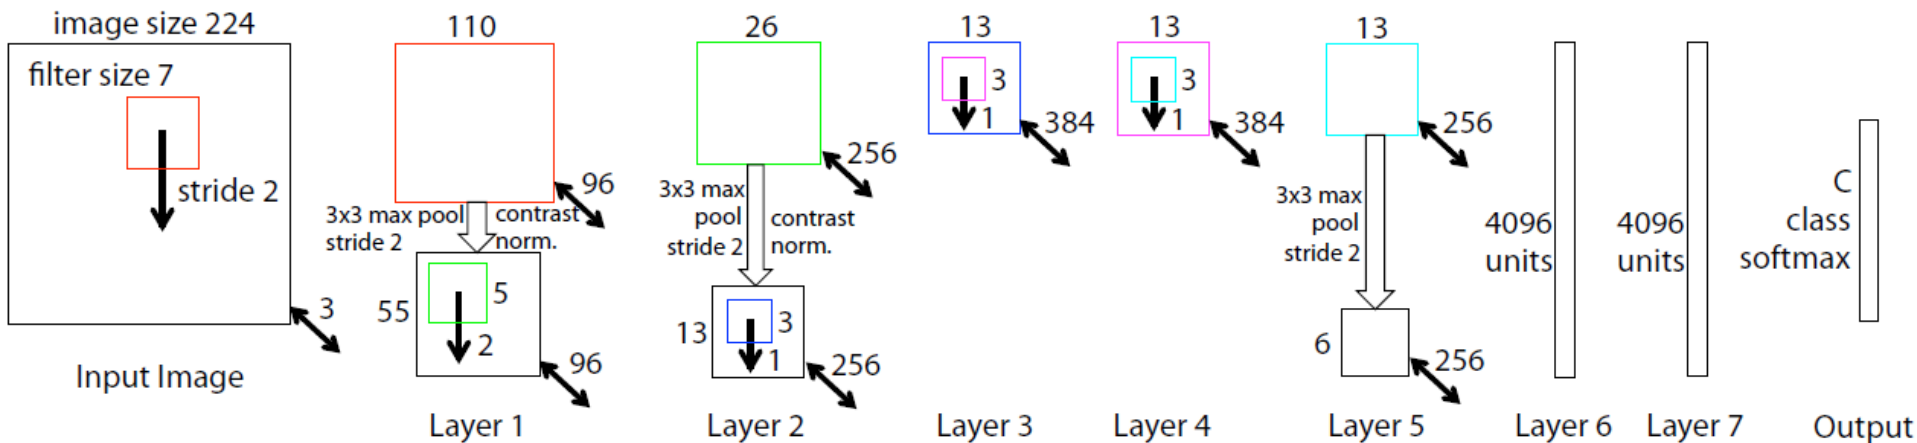 image size 224
filter size 7
stride 2
3
Input Image
110
96
3x3 max pool
stride 2
contrast
norm.
55
5
2
96
Layer 1
26
256
3x3 max
pool
stride 2
contrast
norm.
13
3
1
256
Layer 2
13
3
1
384
Layer 3
13
3
1
384
Layer 4
13
256
3x3 max
pool
stride 2
6
256
Layer 5
4096
units
Layer 6
4096
units
Layer 7
C
class
softmax
Output